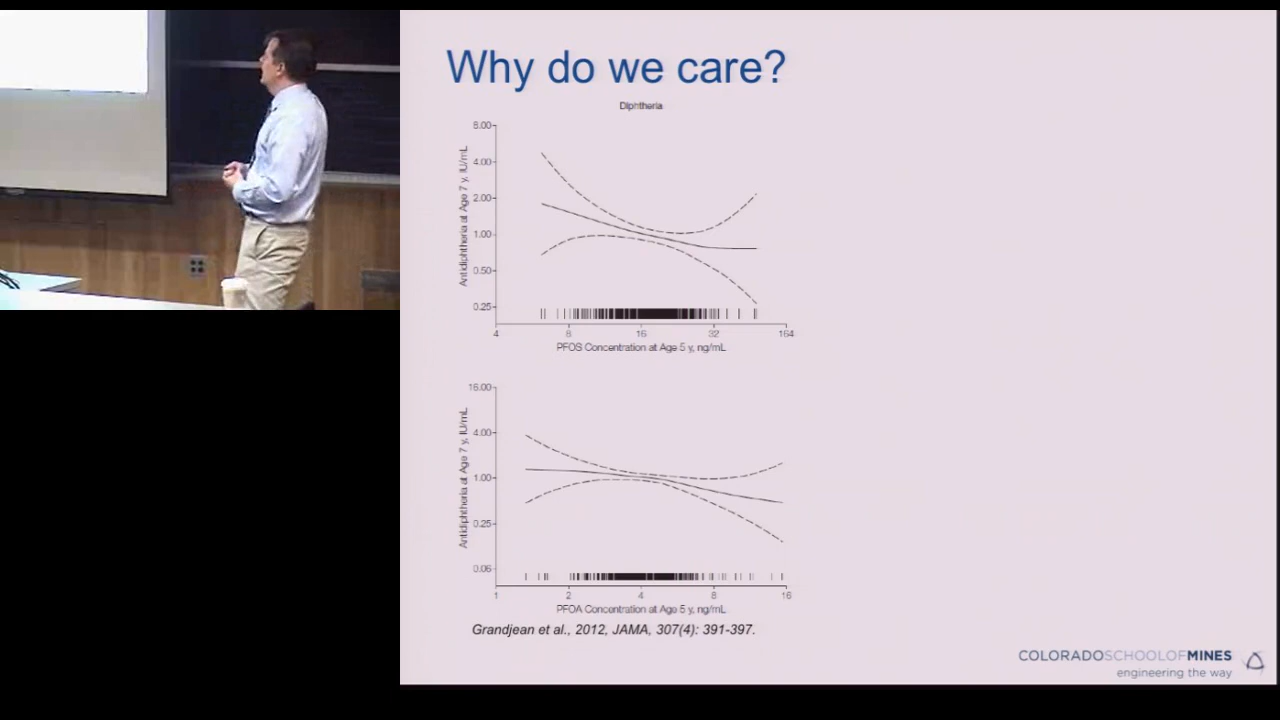 Why do we care?
Diphtheria
Antidiphtheria at Age 7 y, IU/mL
8.00
4.00
2.00
1.00
0.50
0.25
4
8
16
32
164
PFOS Concentration at Age 5 y, ng/mL
Antidiphtheria at Age 7 y, IU/mL
16.00
4.00
1.00
0.25
0.06
1
2
4
8
16
PFOA Concentration at Age 5 y, ng/mL
Grandjean et al., 2012, JAMA, 307(4): 391-397.
COLORADOSCHOOLOFMINES
engineering the way